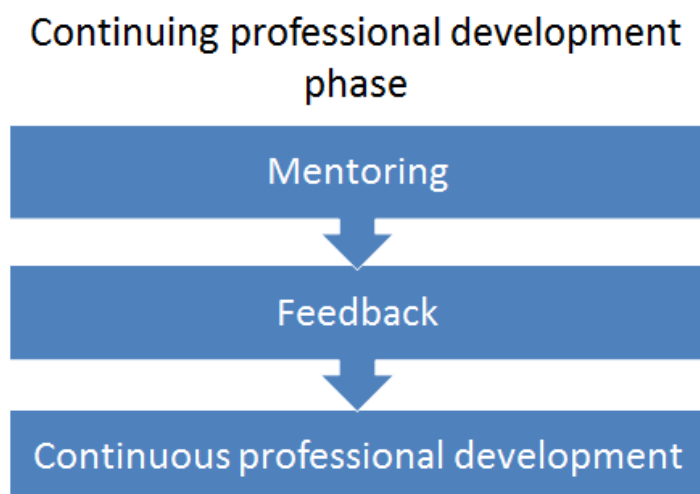 Continuing professional development
phase
Mentoring
Feedback
Continuous professional development